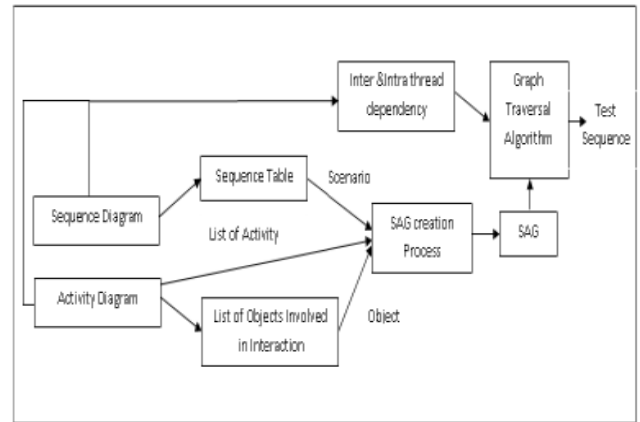 Inter &Intra thread
dependency
Graph
Traversal
Algorithm
Test
Sequence
Sequence Table
Scenario
Sequence Diagram
List of Activity
SAG creation
Process
SAG
Activity Diagram
List of Objects Involved
in Interaction
Object